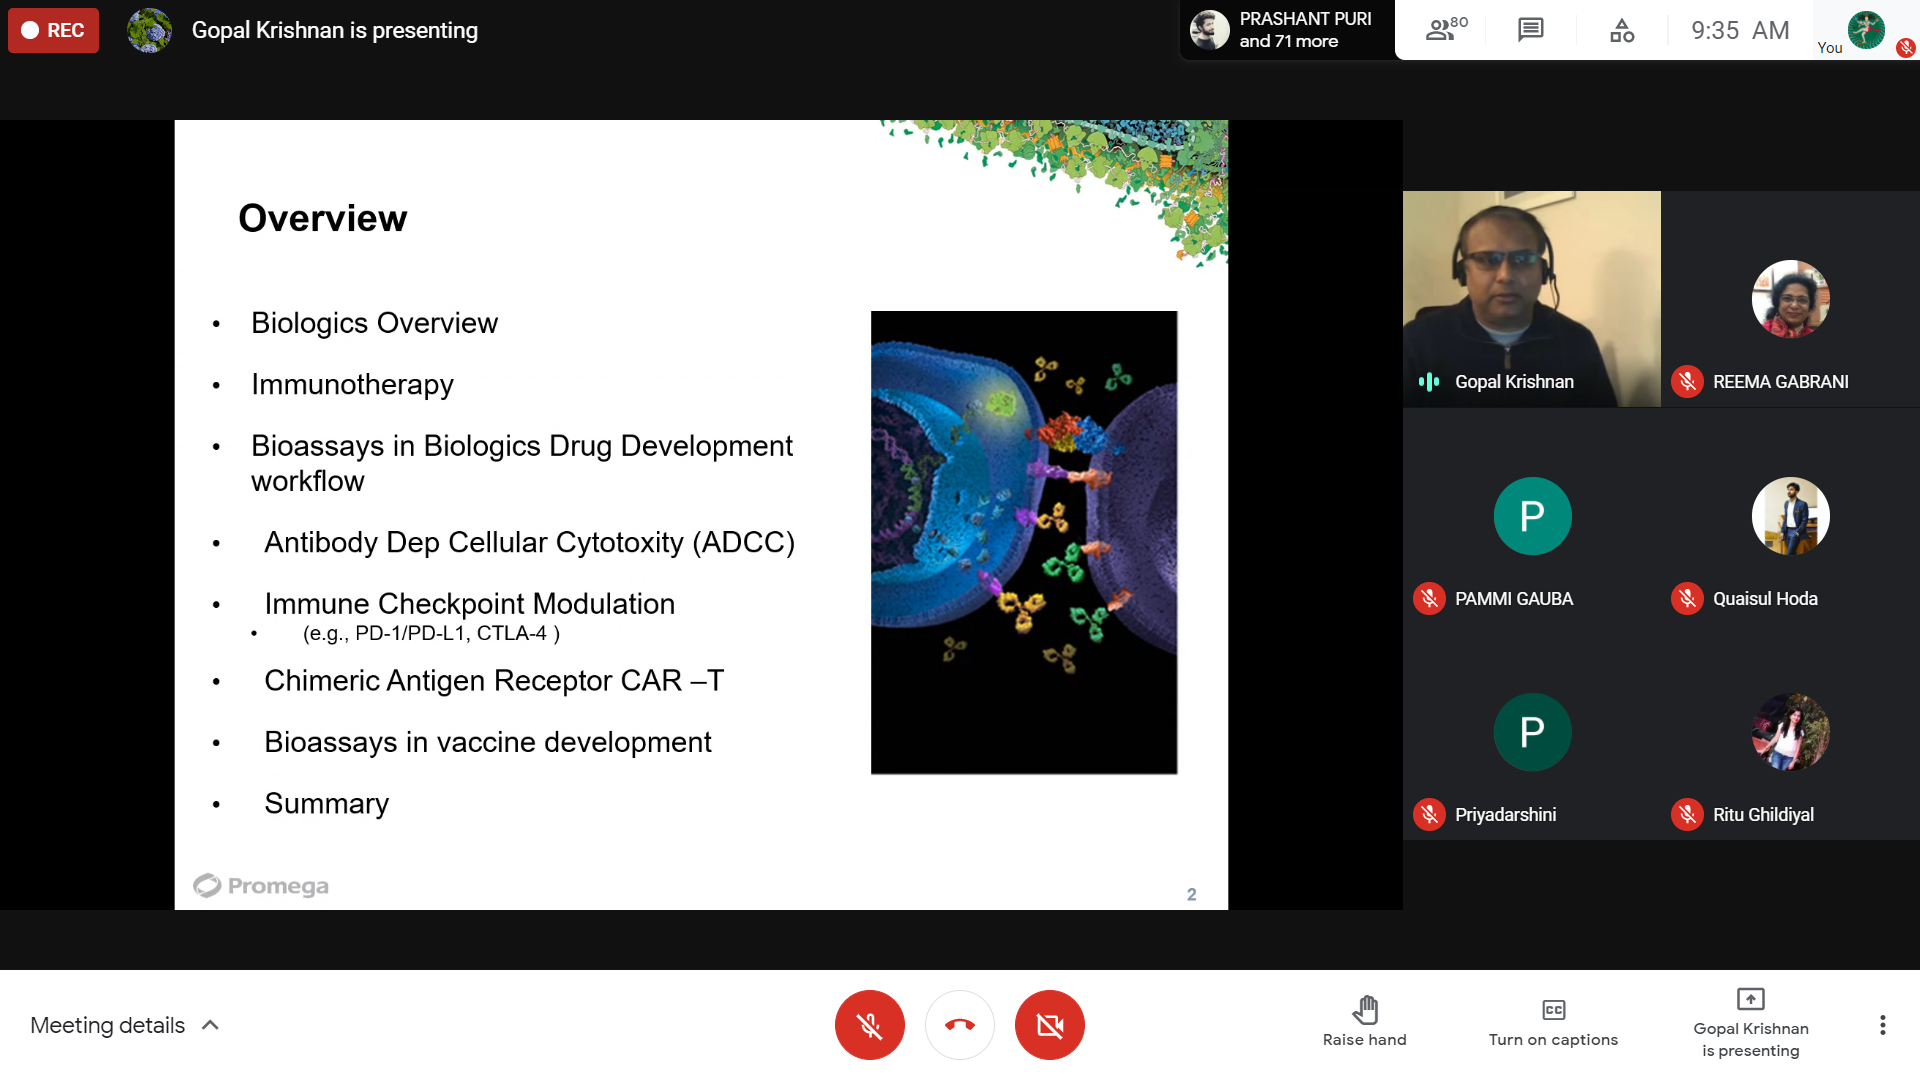 REC
Gopal Krishnan is presenting
PRASHANT PURI
and 71 more
80
9:35 AM
You
Overview
• Biologics Overview
• Immunotherapy
• Bioassays in Biologics Drug Development
workflow
• Antibody Dep Cellular Cytotoxity (ADCC)
• Immune Checkpoint Modulation
• (e.g., PD-1/PD-L1, CTLA-4 )
• Chimeric Antigen Receptor CAR –T
• Bioassays in vaccine development
• Summary
Promega
2
Gopal Krishnan
REEMA GABRANI
P
PAMMI GAUBA
Quaisul Hoda
P
Priyadarshini
Ritu Ghildiyal
Meeting details
Raise hand
CC
Turn on captions
Gopal Krishnan
is presenting